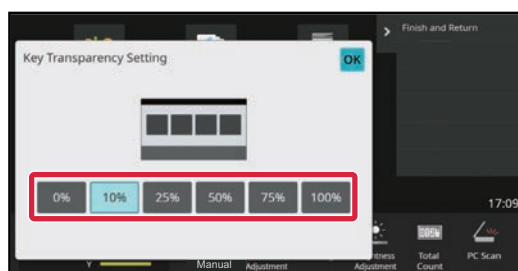 Finish and Return
Key Transparency Setting
OK
0%
10%
25%
50%
75%
100%
17:09
Y
Manual
Adjustment
Adjustment
Total
Count
PC Scan